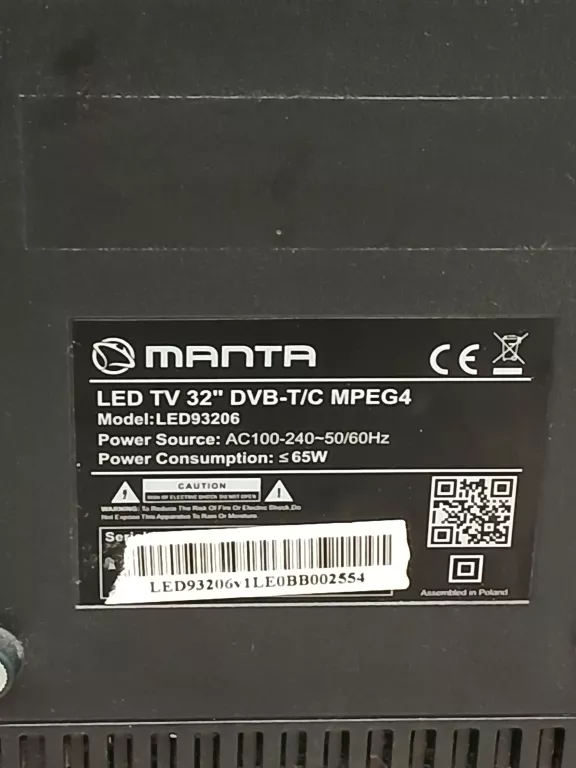 MANTA
CE
LED TV 32" DVB-T/C MPEG4
Model:LED93206
Power Source: AC100-240~50/60Hz
Power Consumption: ≤65W
CAUTION
RISK OF ELECTRIC SHOCK DO NOT OPEN
WARNING: To Reduce The Risk Of Fire Or Electric Shock,Do
Not Expose This Apparatus To Rain Or Moisture
LED93206v1LE0BB002554
Assembled in Poland